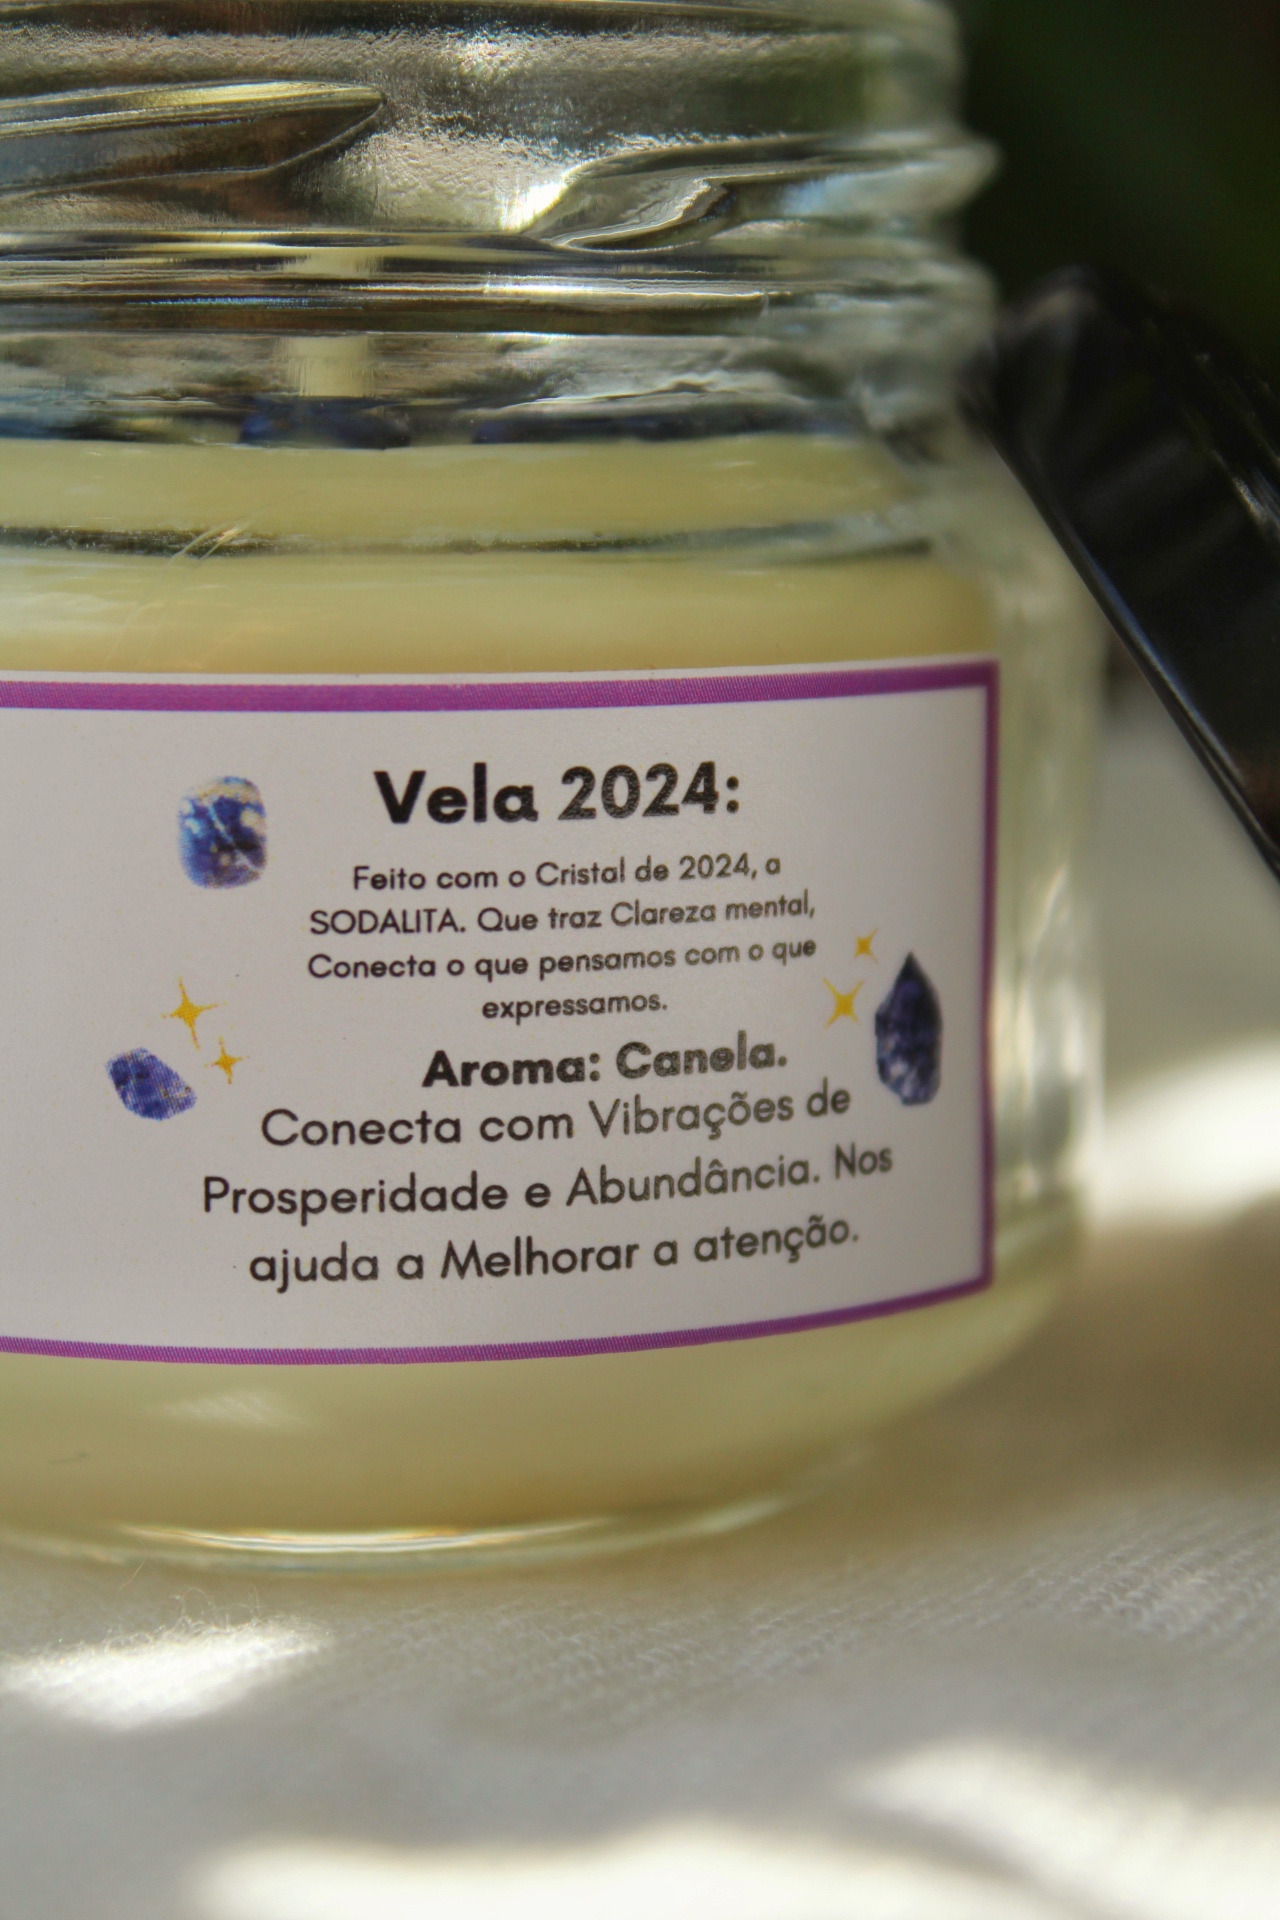 Vela 2024:
Feito com o Cristal de 2024, a
SODALITA. Que traz Clareza mental,
Conecta o que pensamos com o que
expressamos.
Aroma: Canela.
Conecta com Vibrações de
Prosperidade e Abundância. Nos
ajuda a Melhorar a atenção.